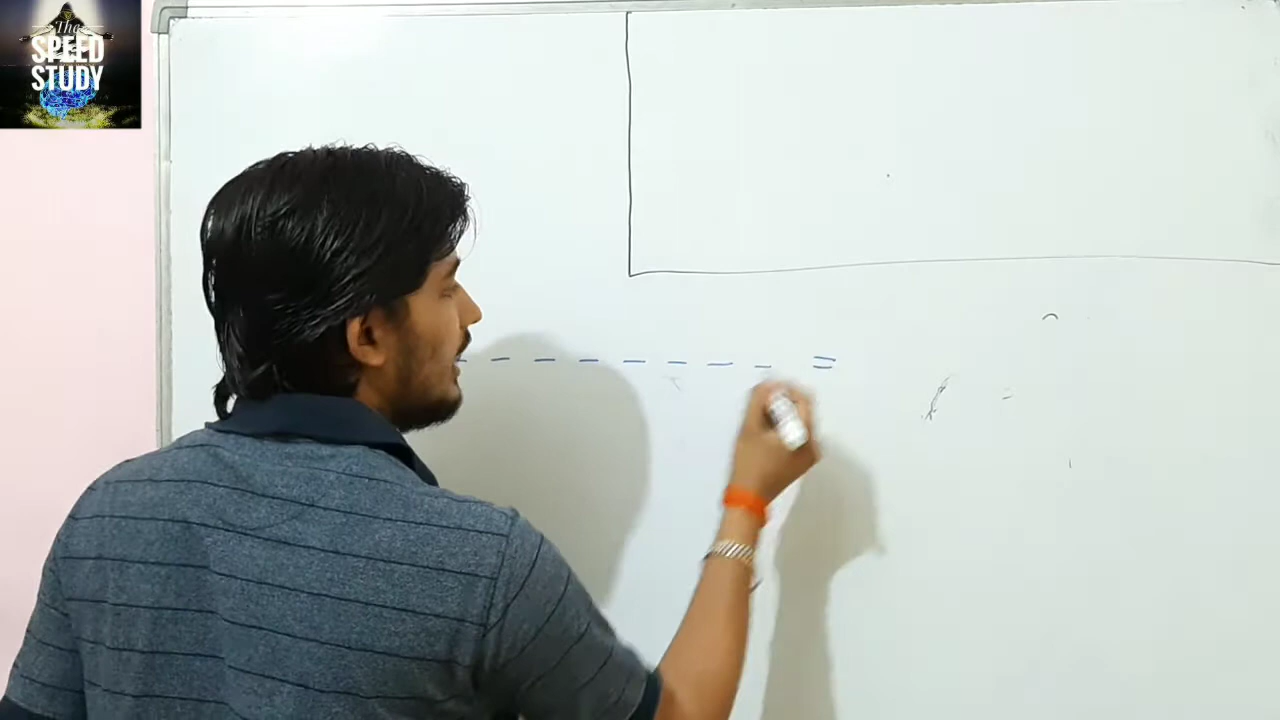 The
SPEED
STUDY
- - - - - - - - =